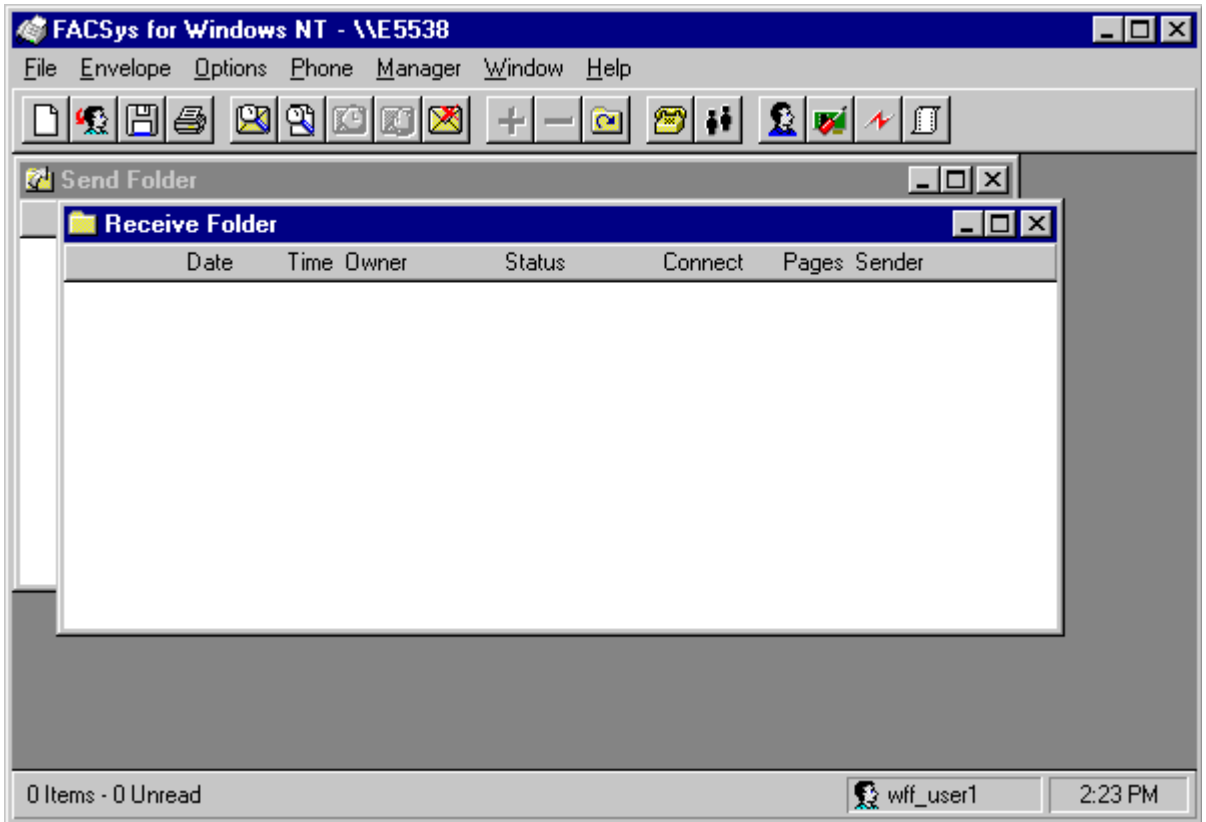 FACSys for Windows NT - \\E5538
File Envelope Options Phone Manager Window Help
Send Folder
Receive Folder
Date Time Owner Status Connect Pages Sender
0 Items - 0 Unread wff_user1 2:23 PM